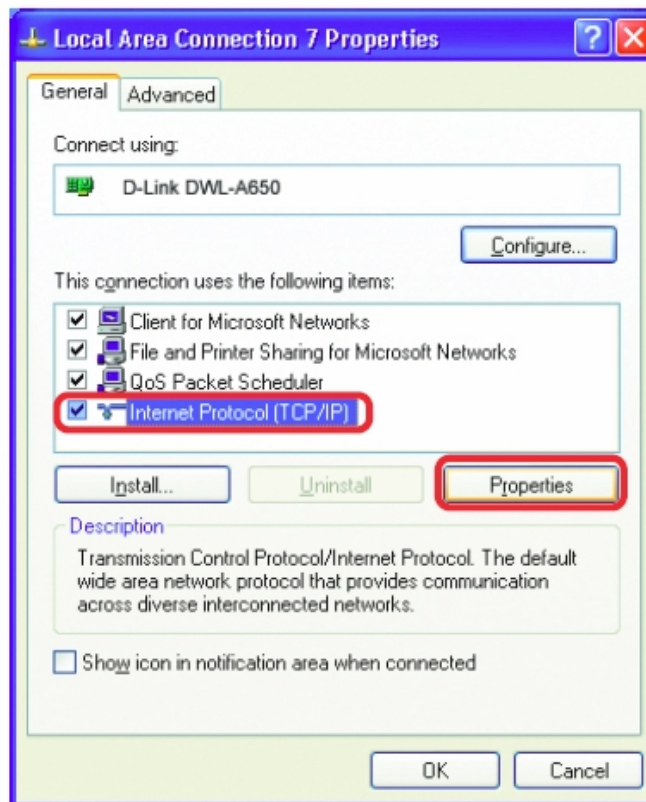 Local Area Connection 7 Properties
General
Advanced
Connect using:
D-Link DWL-A650
Configure...
This connection uses the following items:
Client for Microsoft Networks
File and Printer Sharing for Microsoft Networks
QoS Packet Scheduler
Internet Protocol (TCP/IP)
Install...
Uninstall
Properties
Description
Transmission Control Protocol/Internet Protocol. The default
wide area network protocol that provides communication
across diverse interconnected networks.
Show icon in notification area when connected
OK
Cancel